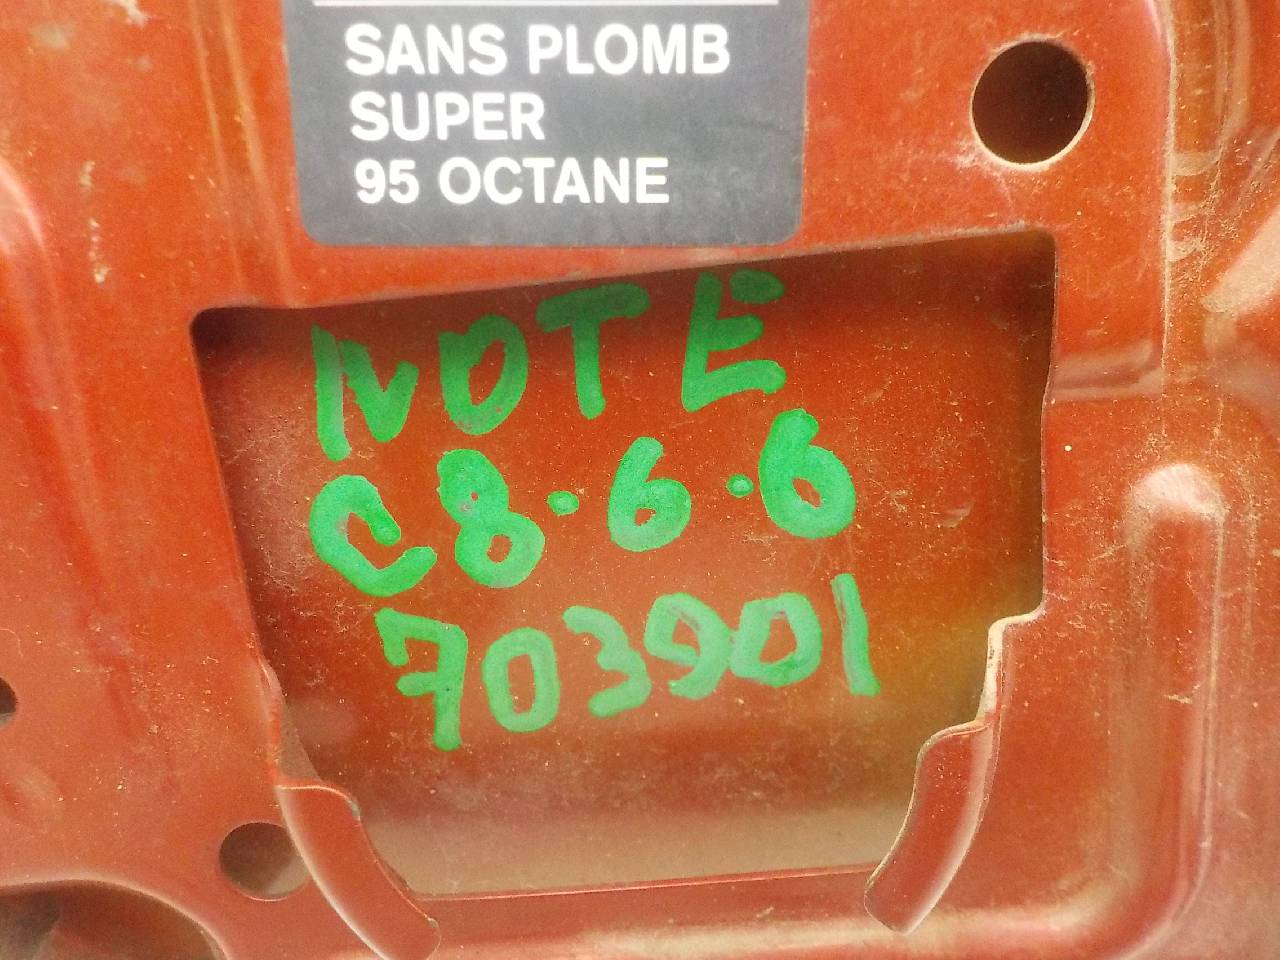 SANS PLOMB
SUPER
95 OCTANE
NOTE
C8·6·6
703901